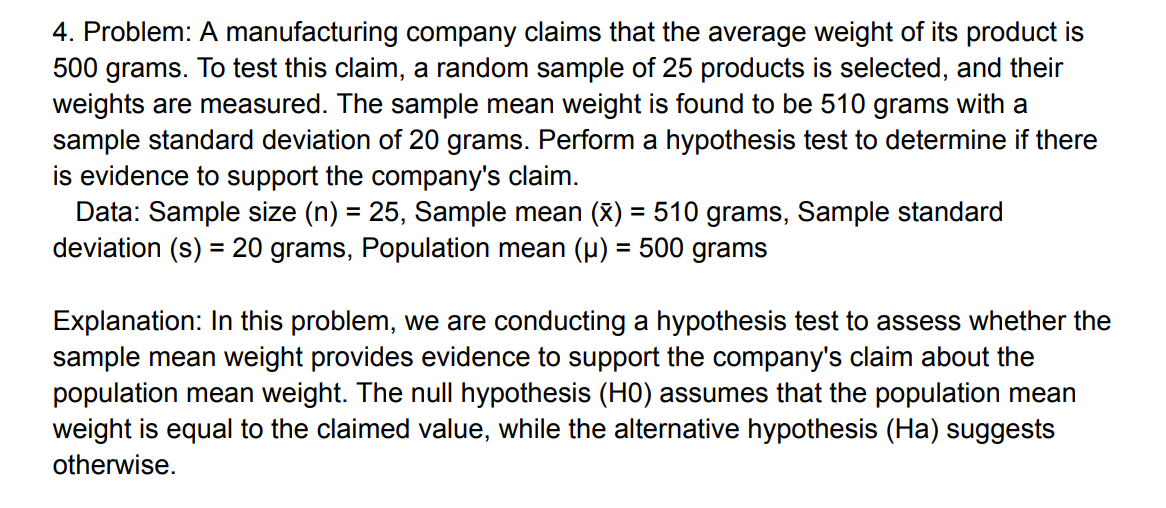 4. Problem: A manufacturing company claims that the average weight of its product is
500 grams. To test this claim, a random sample of 25 products is selected, and their
weights are measured. The sample mean weight is found to be 510 grams with a
sample standard deviation of 20 grams. Perform a hypothesis test to determine if there
is evidence to support the company's claim.
Data: Sample size (n) = 25, Sample mean (x̄) = 510 grams, Sample standard
deviation (s) = 20 grams, Population mean (μ) = 500 grams
Explanation: In this problem, we are conducting a hypothesis test to assess whether the
sample mean weight provides evidence to support the company's claim about the
population mean weight. The null hypothesis (H0) assumes that the population mean
weight is equal to the claimed value, while the alternative hypothesis (Ha) suggests
otherwise.